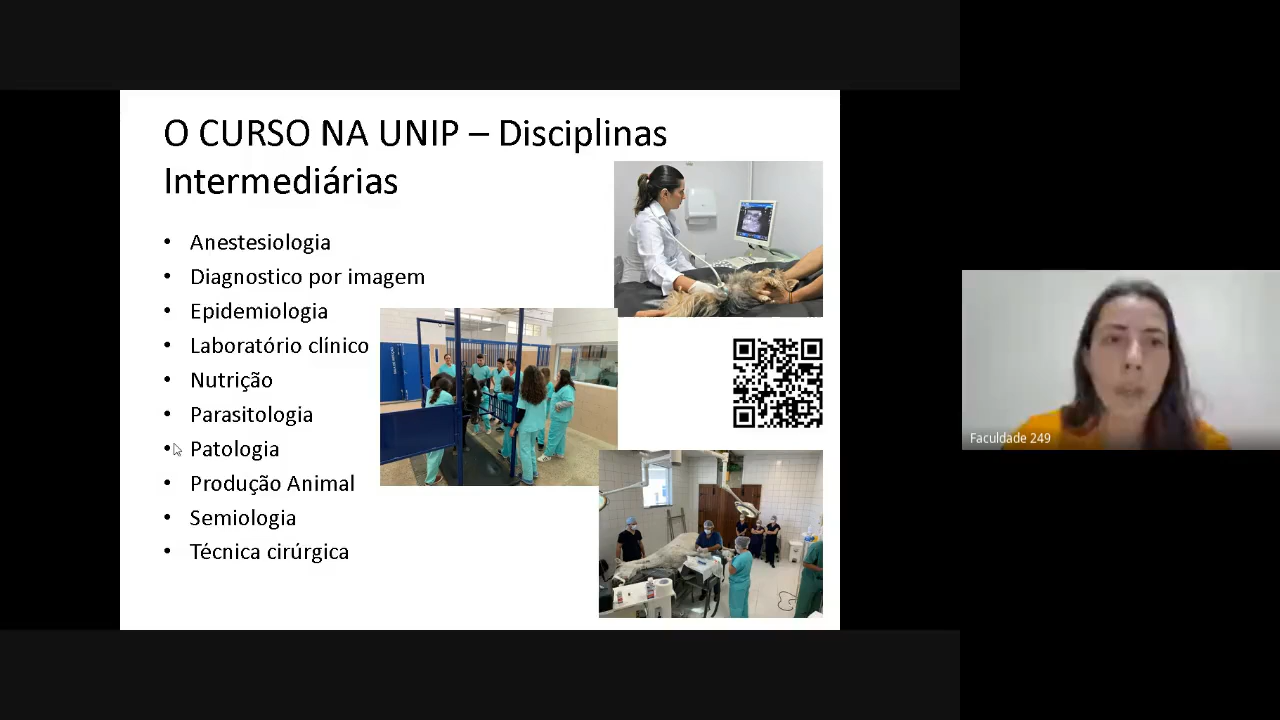 O CURSO NA UNIP – Disciplinas
Intermediárias
• Anestesiologia
• Diagnostico por imagem
• Epidemiologia
• Laboratório clínico
• Nutrição
• Parasitologia
• Patologia
• Produção Animal
• Semiologia
• Técnica cirúrgica
Faculdade 249